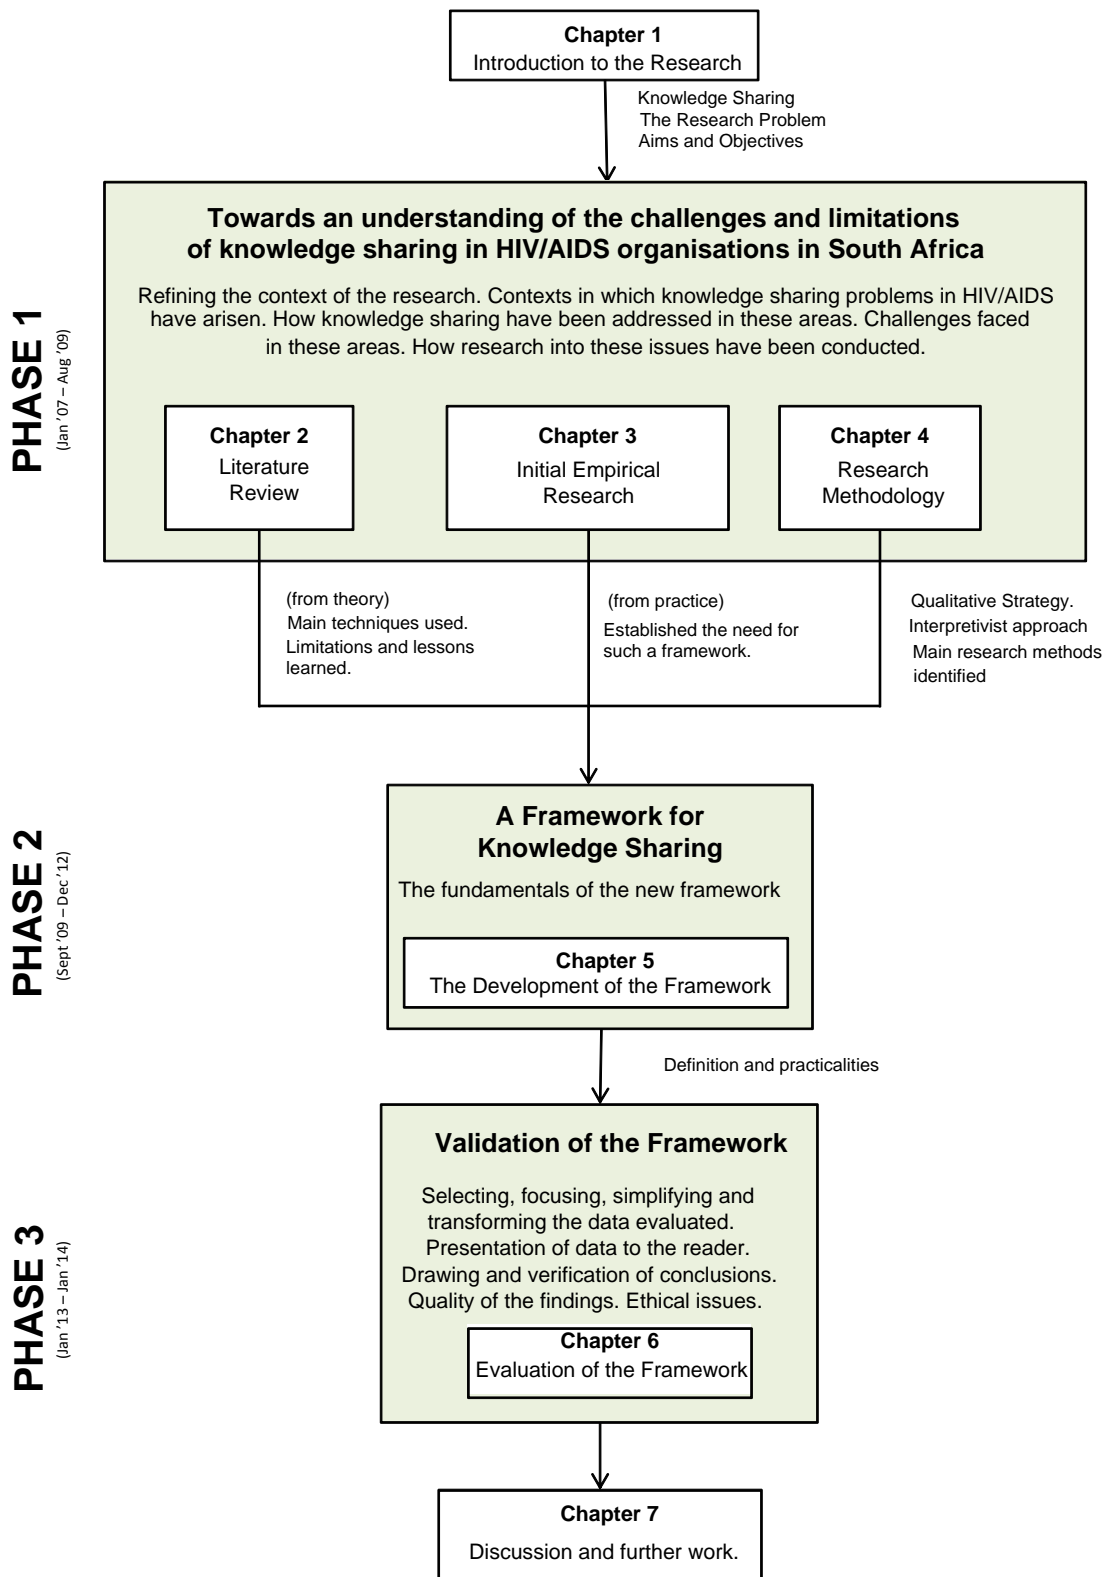 Chapter 1
Introduction to the Research
Knowledge Sharing
The Research Problem
Aims and Objectives
PHASE 1
(Jan '07 – Aug '09)
Towards an understanding of the challenges and limitations
of knowledge sharing in HIV/AIDS organisations in South Africa
Refining the context of the research. Contexts in which knowledge sharing problems in HIV/AIDS
have arisen. How knowledge sharing have been addressed in these areas. Challenges faced
in these areas. How research into these issues have been conducted.
Chapter 2
Literature
Review
Chapter 3
Initial Empirical
Research
Chapter 4
Research
Methodology
(from theory)
Main techniques used.
Limitations and lessons
learned.
(from practice)
Established the need for
such a framework.
Qualitative Strategy.
Interpretivist approach
Main research methods
identified
PHASE 2
(Sept '09 – Dec '12)
A Framework for
Knowledge Sharing
The fundamentals of the new framework
Chapter 5
The Development of the Framework
Definition and practicalities
PHASE 3
(Jan '13 – Jan '14)
Validation of the Framework
Selecting, focusing, simplifying and
transforming the data evaluated.
Presentation of data to the reader.
Drawing and verification of conclusions.
Quality of the findings. Ethical issues.
Chapter 6
Evaluation of the Framework
Chapter 7
Discussion and further work.